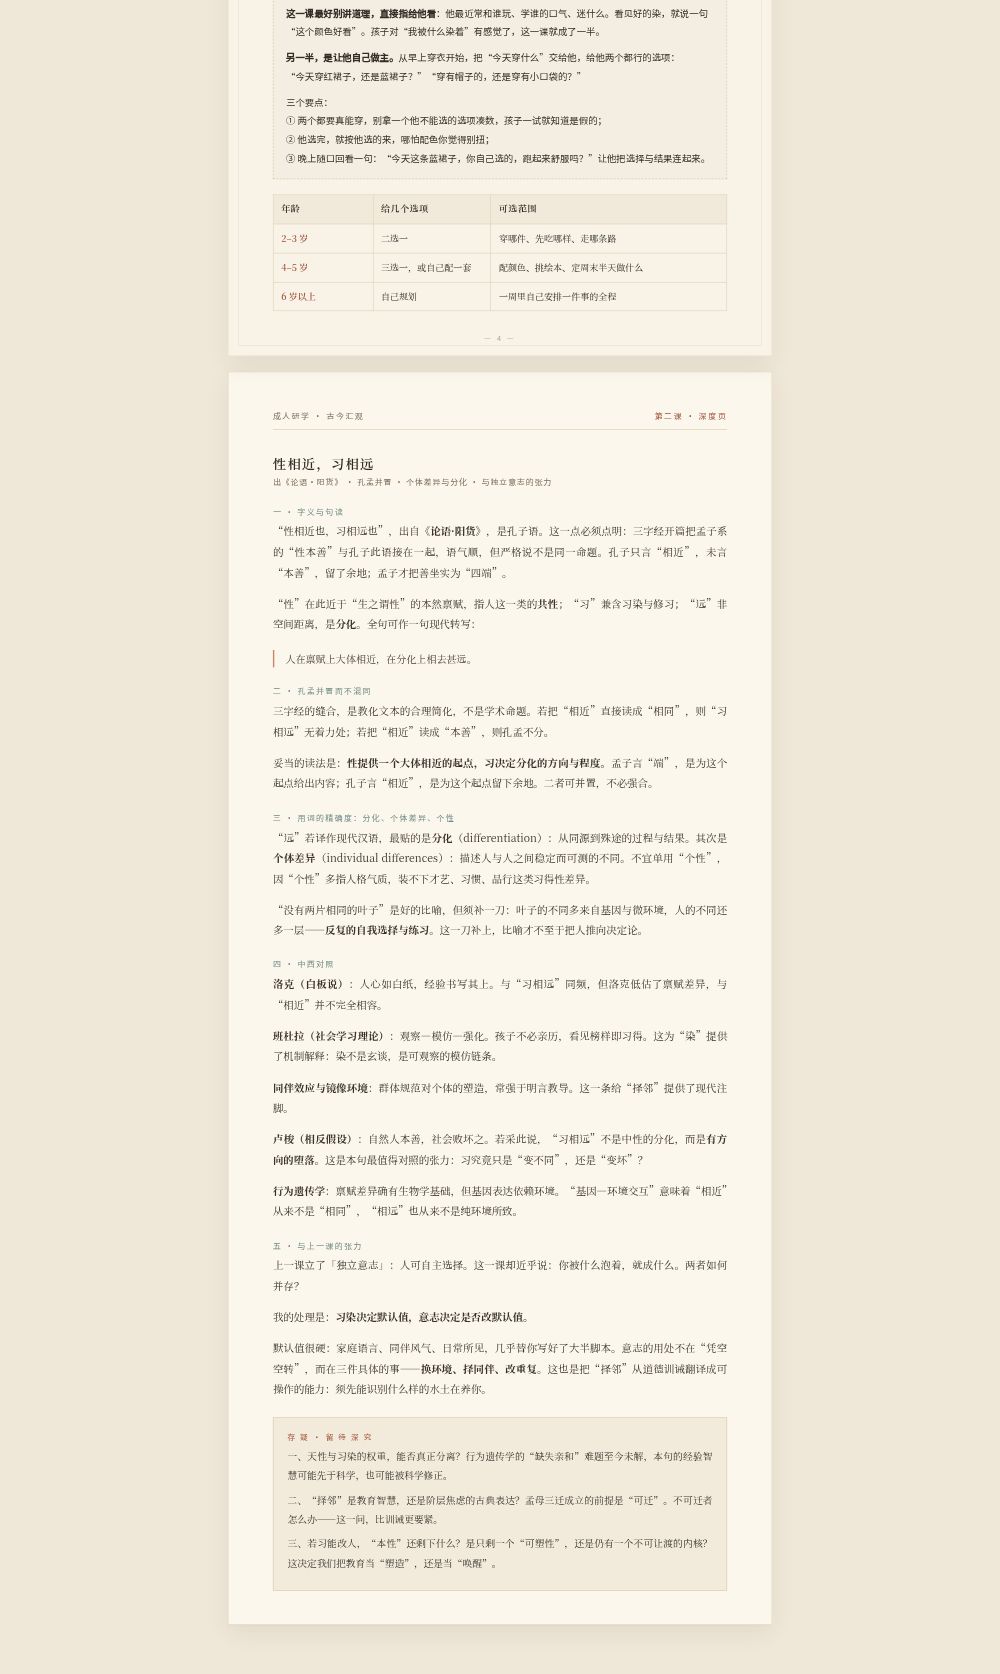 这一课最好别讲道理，直接指给他看：他最近常和谁玩、学谁的口气、迷什么。看见好的染，就说一句
“这个颜色好看”。孩子对“我被什么染着”有感觉了，这一课就成了一半。
另一半，是让他自己做主。从早上穿衣开始，把“今天穿什么”交给他，给他两个都行的选项：
“今天穿红裙子，还是蓝裙子？”“穿有帽子的，还是穿有小口袋的？”
三个要点：
① 两个都要真能穿，别拿一个他不能选的选项凑数，孩子一试就知道是假的；
② 他选完，就按他选的来，哪怕配色你觉得别扭；
③ 晚上随口回看一句：“今天这条蓝裙子，你自己选的，跑起来舒服吗？”让他把选择与结果连起来。
年龄 给几个选项 可选范围
2–3 岁 二选一 穿哪件、先吃哪样、走哪条路
4–5 岁 三选一，或自己配一套 配颜色、挑绘本、定周末半天做什么
6 岁以上 自己规划 一周里自己安排一件事的全程
— 4 —
成人研学 · 古今汇观 第二课 · 深度页
性相近，习相远
出《论语·阳货》 · 孔孟并置 · 个体差异与分化 · 与独立意志的张力
一 · 字义与句读
“性相近也，习相远也”，出自《论语·阳货》，是孔子语。这一点必须点明：三字经开篇把孟子系
的“性本善”与孔子此语接在一起，语气顺，但严格说不是同一命题。孔子只言“相近”，未言
“本善”，留了余地；孟子才把善坐实为“四端”。
“性”在此近于“生之谓性”的本然禀赋，指人这一类的共性；“习”兼含习染与修习；“远”非
空间距离，是分化。全句可作一句现代转写：
人在禀赋上大体相近，在分化上相去甚远。
二 · 孔孟并置而不混同
三字经的缝合，是教化文本的合理简化，不是学术命题。若把“相近”直接读成“相同”，则“习
相远”无着力处；若把“相近”读成“本善”，则孔孟不分。
妥当的读法是：性提供一个大体相近的起点，习决定分化的方向与程度。孟子言“端”，是为这个
起点给出内容；孔子言“相近”，是为这个起点留下余地。二者可并置，不必强合。
三 · 用词的精确度：分化、个体差异、个性
“远”若译作现代汉语，最贴的是分化（differentiation）：从同源到殊途的过程与结果。其次是
个体差异（individual differences）：描述人与人之间稳定而可测的不同。不宜单用“个性”，
因“个性”多指人格气质，装不下才艺、习惯、品行这类习得性差异。
“没有两片相同的叶子”是好的比喻，但须补一刀：叶子的不同多来自基因与微环境，人的不同还
多一层——反复的自我选择与练习。这一刀补上，比喻才不至于把人推向决定论。
四 · 中西对照
洛克（白板说）：人心如白纸，经验书写其上。与“习相远”同频，但洛克低估了禀赋差异，与
“相近”并不完全相容。
班杜拉（社会学习理论）：观察—模仿—强化。孩子不必亲历，看见榜样即习得。这为“染”提供
了机制解释：染不是玄谈，是可观察的模仿链条。
同伴效应与镜像环境：群体规范对个体的塑造，常强于明言教导。这一条给“择邻”提供了现代注
脚。
卢梭（相反假设）：自然人本善，社会败坏之。若采此说，“习相远”不是中性的分化，而是有方
向的堕落。这是本句最值得对照的张力：习究竟只是“变不同”，还是“变坏”？
行为遗传学：禀赋差异确有生物学基础，但基因表达依赖环境。“基因—环境交互”意味着“相近”
从来不是“相同”，“相远”也从来不是纯环境所致。
五 · 与上一课的张力
上一课立了「独立意志」：人可自主选择。这一课却近乎说：你被什么泡着，就成什么。两者如何
并存？
我的处理是：习染决定默认值，意志决定是否改默认值。
默认值很硬：家庭语言、同伴风气、日常所见，几乎替你写好了大半脚本。意志的用处不在“凭空
空转”，而在三件具体的事——换环境、择同伴、改重复。这也是把“择邻”从道德训诫翻译成可
操作的能力：须先能识别什么样的水土在养你。
存疑 · 留待深究
一、天性与习染的权重，能否真正分离？行为遗传学的“缺失亲和”难题至今未解，本句的经验智
慧可能先于科学，也可能被科学修正。
二、“择邻”是教育智慧，还是阶层焦虑的古典表达？孟母三迁成立的前提是“可迁”。不可迁者
怎么办——这一问，比训诫更要紧。
三、若习能改人，“本性”还剩下什么？是只剩一个“可塑性”，还是仍有一个不可让渡的内核？
这决定我们把教育当“塑造”，还是当“唤醒”。